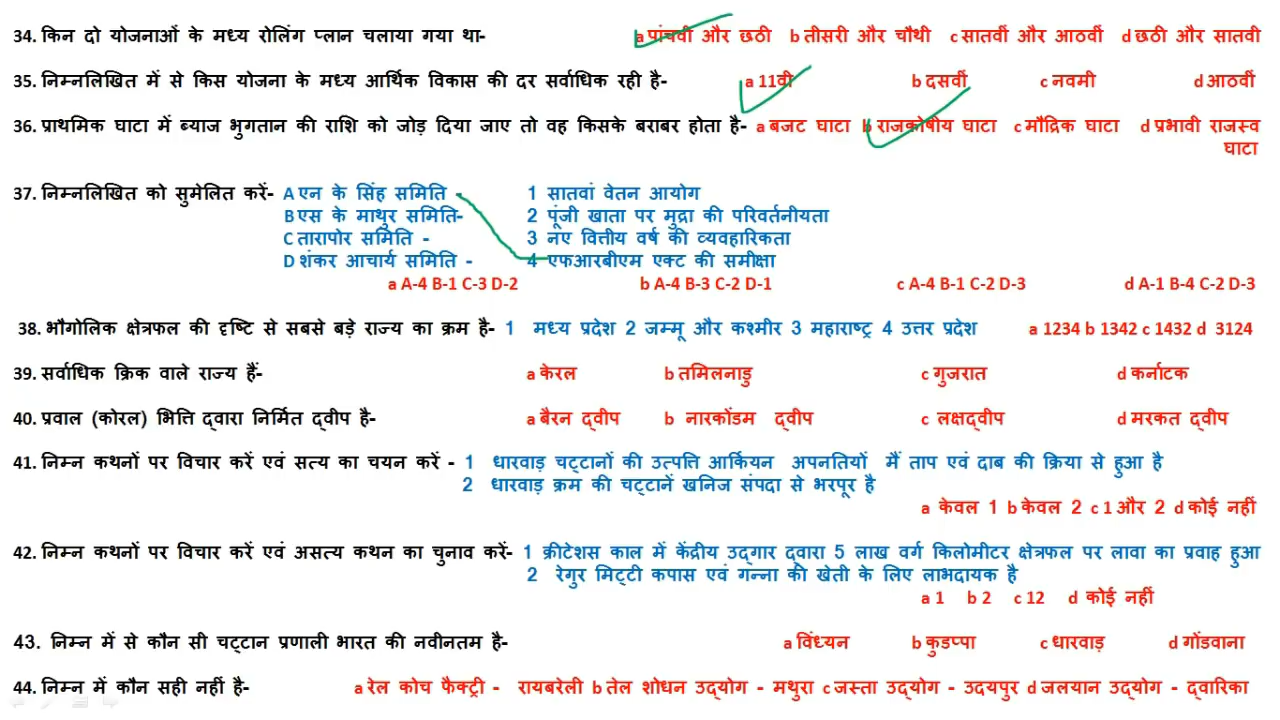 34. किन दो योजनाओं के मध्य रोलिंग प्लान चलाया गया था- a पांचवी और छठी b तीसरी और चौथी c सातवीं और आठवीं d छठी और सातवी
35. निम्नलिखित में से किस योजना के मध्य आर्थिक विकास की दर सर्वाधिक रही है- a 11वी b दसवीं c नवमी d आठवीं
36. प्राथमिक घाटा में ब्याज भुगतान की राशि को जोड़ दिया जाए तो वह किसके बराबर होता है- a बजट घाटा b राजकोषीय घाटा c मौद्रिक घाटा d प्रभावी राजस्व
घाटा
37. निम्नलिखित को सुमेलित करें- A एन के सिंह समिति - 1 सातवां वेतन आयोग
B एस के माथुर समिति- 2 पूंजी खाता पर मुद्रा की परिवर्तनीयता
C तारापोर समिति - 3 नए वित्तीय वर्ष की व्यवहारिकता
D शंकर आचार्य समिति - 4 एफआरबीएम एक्ट की समीक्षा
a A-4 B-1 C-3 D-2 b A-4 B-3 C-2 D-1 c A-4 B-1 C-2 D-3 d A-1 B-4 C-2 D-3
38. भौगोलिक क्षेत्रफल की दृष्टि से सबसे बड़े राज्य का क्रम है- 1 मध्य प्रदेश 2 जम्मू और कश्मीर 3 महाराष्ट्र 4 उत्तर प्रदेश a 1234 b 1342 c 1432 d 3124
39. सर्वाधिक क्रिक वाले राज्य हैं- a केरल b तमिलनाडु c गुजरात d कर्नाटक
40. प्रवाल (कोरल) भित्ति द्वारा निर्मित द्वीप है- a बैरन द्वीप b नारकोंडम द्वीप c लक्षद्वीप d मरकत द्वीप
41. निम्न कथनों पर विचार करें एवं सत्य का चयन करें - 1 धारवाड़ चट्टानों की उत्पत्ति आर्कियन अपनतियों में ताप एवं दाब की क्रिया से हुआ है
2 धारवाड़ क्रम की चट्टानें खनिज संपदा से भरपूर है
a केवल 1 b केवल 2 c 1 और 2 d कोई नहीं
42. निम्न कथनों पर विचार करें एवं असत्य कथन का चुनाव करें- 1 क्रीटेशस काल में केंद्रीय उद्गार द्वारा 5 लाख वर्ग किलोमीटर क्षेत्रफल पर लावा का प्रवाह हुआ
2 रेगुर मिट्टी कपास एवं गन्ना की खेती के लिए लाभदायक है
a 1 b 2 c 12 d कोई नहीं
43. निम्न में से कौन सी चट्टान प्रणाली भारत की नवीनतम है- a विंध्यन b कुडप्पा c धारवाड़ d गोंडवाना
44. निम्न में कौन सही नहीं है- a रेल कोच फैक्ट्री - रायबरेली b तेल शोधन उद्योग - मथुरा c जस्ता उद्योग - उदयपुर d जलयान उद्योग - द्वारिका